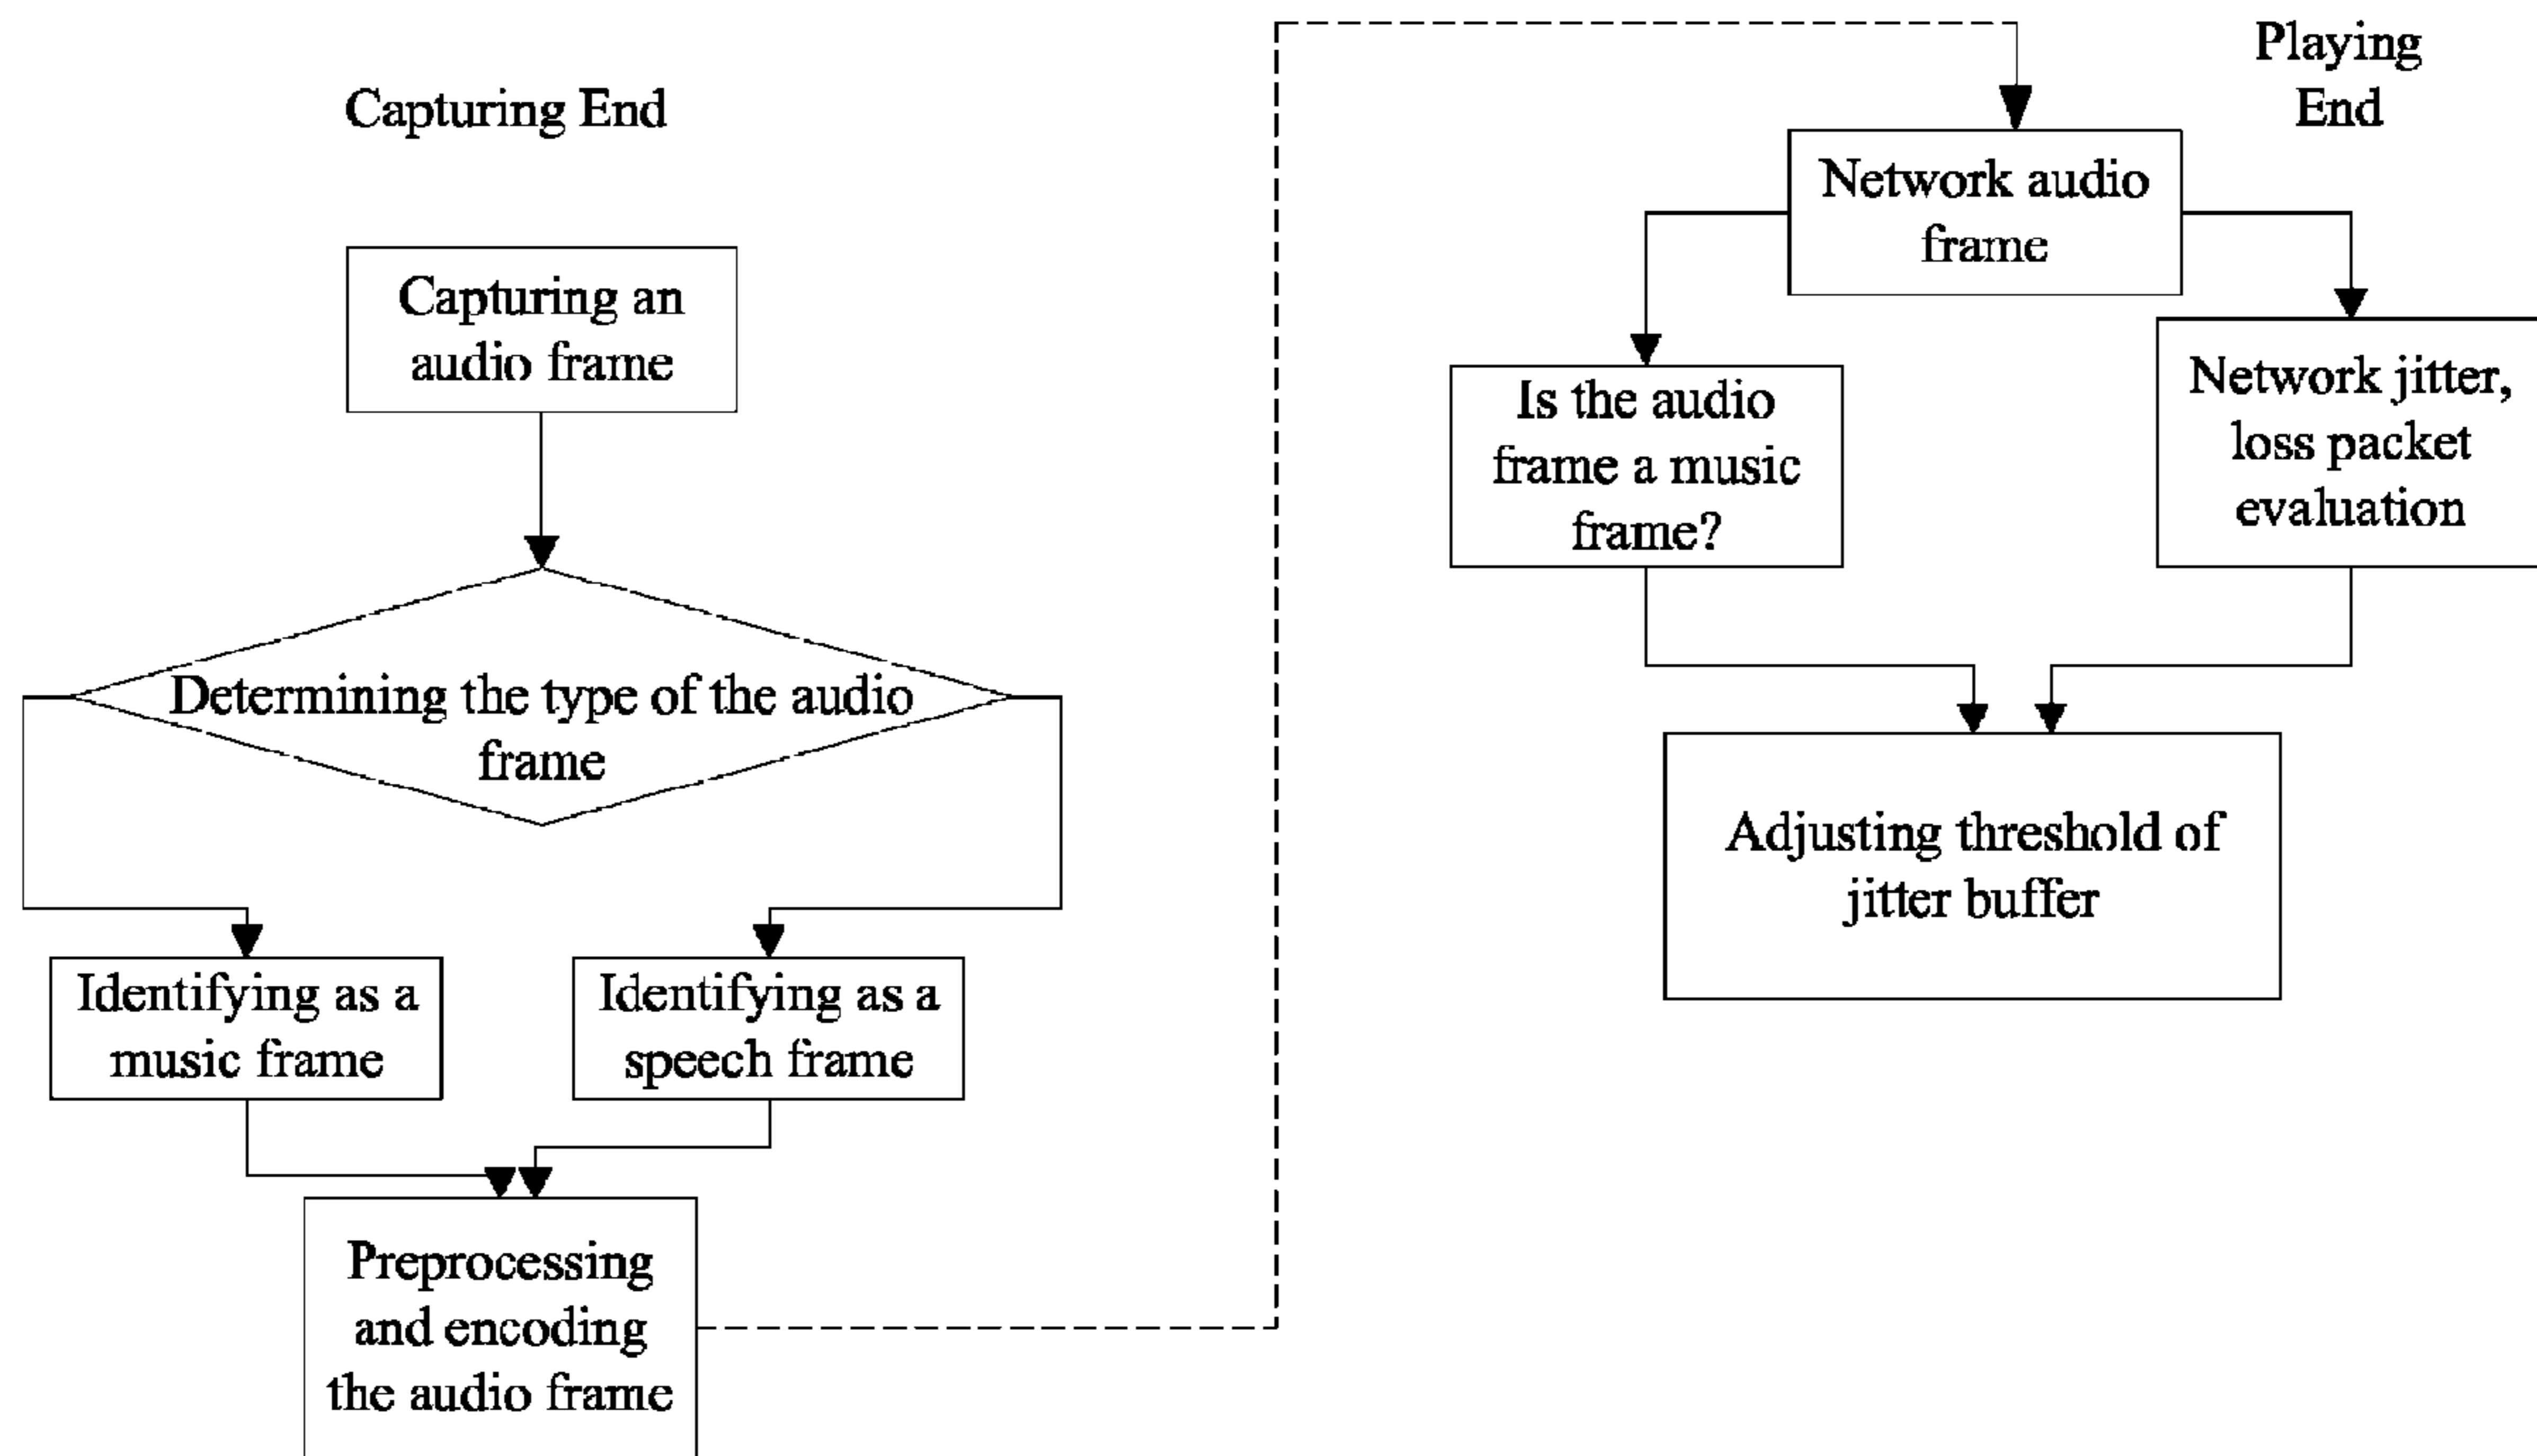 Capturing End
Capturing an
audio frame
Determining the type of the audio
frame
Identifying as a
music frame
Identifying as a
speech frame
Preprocessing
and encoding
the audio frame
Playing
End
Network audio
frame
Is the audio
frame a music
frame?
Network jitter,
loss packet
evaluation
Adjusting threshold of
jitter buffer